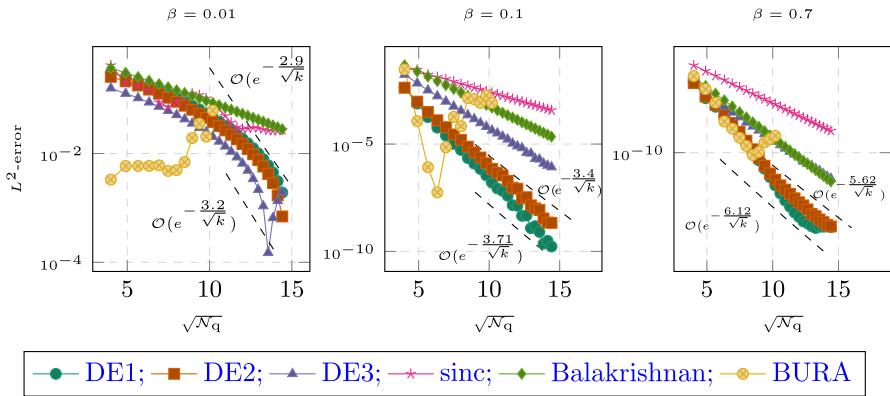 β = 0.01
β = 0.1
β = 0.7
L²-error
10⁻²
10⁻⁴
5
10
15
√𝒩q
𝒪(e^{-2.9/√k})
𝒪(e^{-3.2/√k})
10⁻⁵
10⁻¹⁰
5
10
15
√𝒩q
𝒪(e^{-3.4/√k})
𝒪(e^{-3.71/√k})
10⁻¹⁰
5
10
15
√𝒩q
𝒪(e^{-5.62/√k})
𝒪(e^{-6.12/√k})
DE1; DE2; DE3; sinc; Balakrishnan; BURA